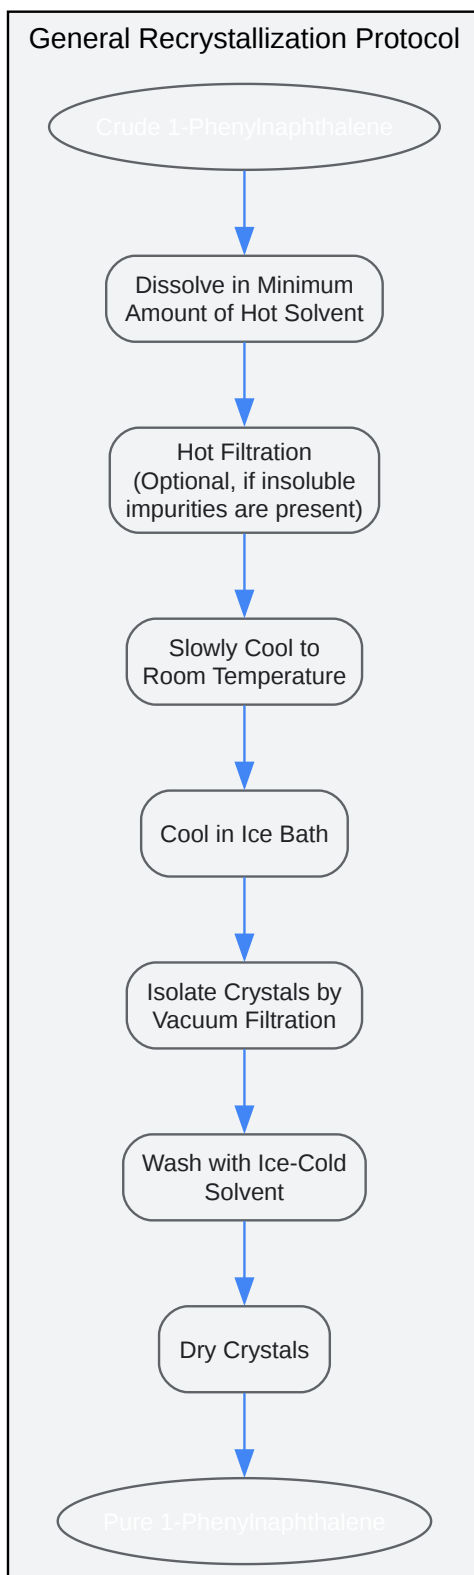 General Recrystallization Protocol
Crude 1-Phenylnaphthalene
Dissolve in Minimum
Amount of Hot Solvent
Hot Filtration
(Optional, if insoluble
impurities are present)
Slowly Cool to
Room Temperature
Cool in Ice Bath
Isolate Crystals by
Vacuum Filtration
Wash with Ice-Cold
Solvent
Dry Crystals
Pure 1-Phenylnaphthalene